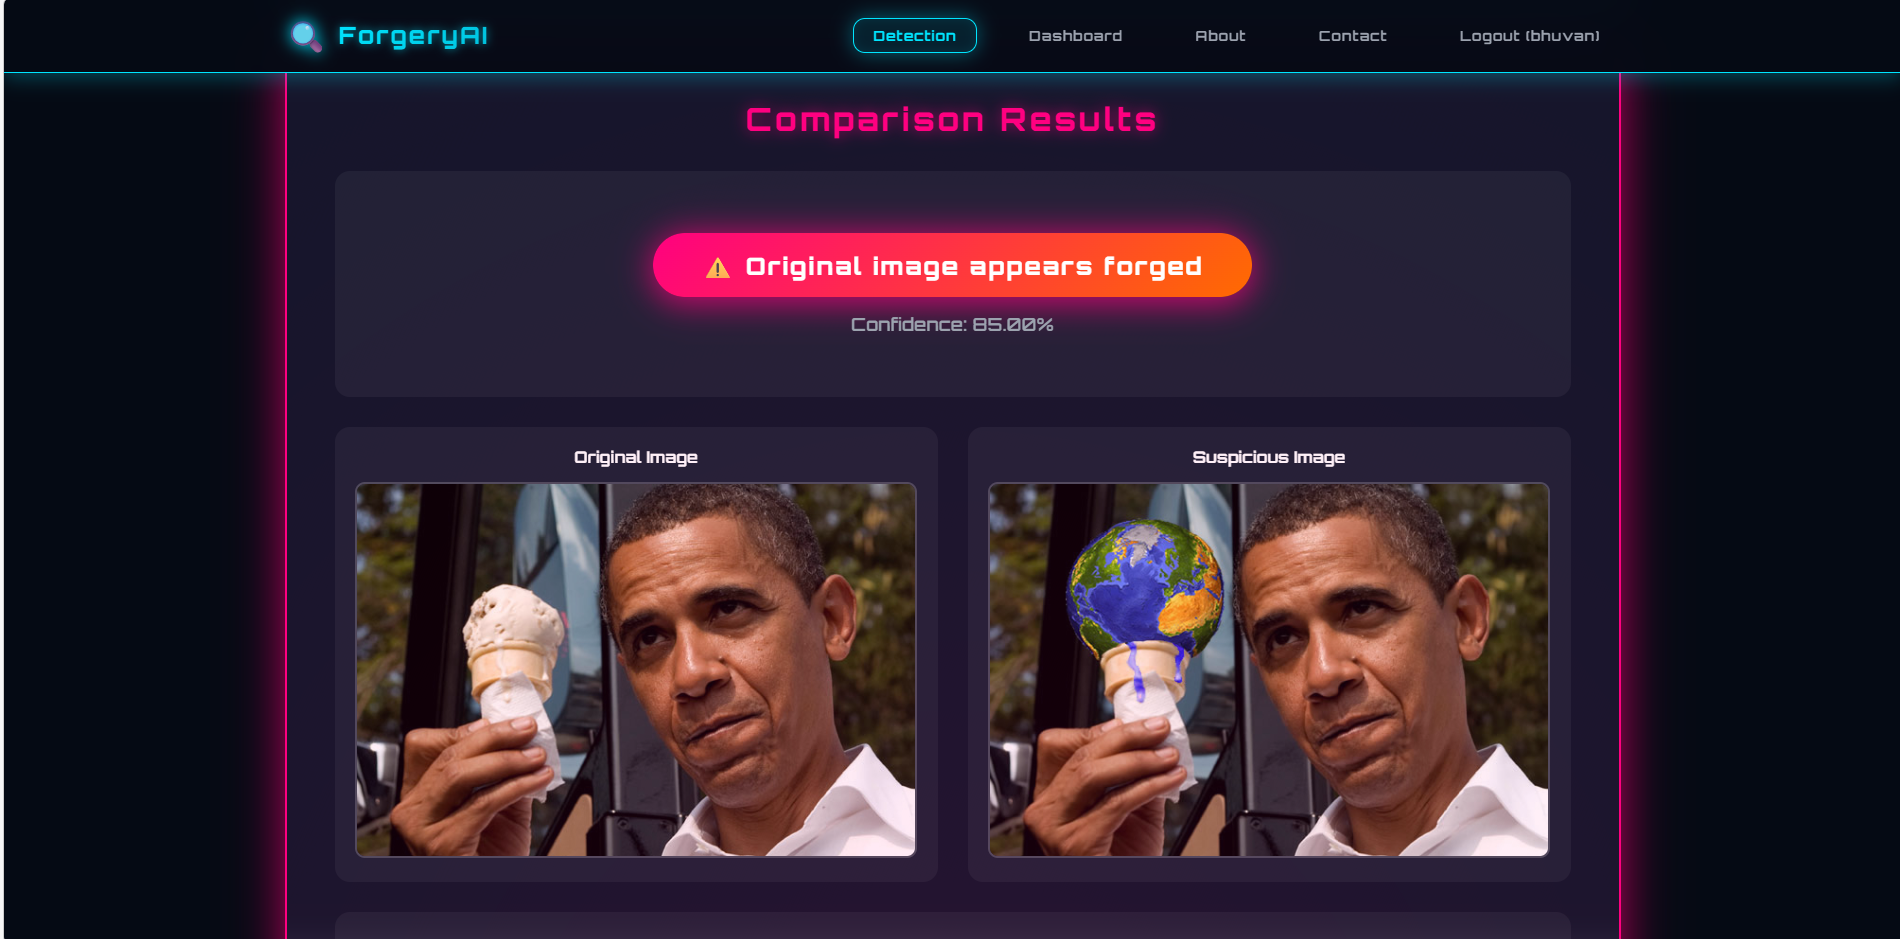 ForgeryAI
Detection
Dashboard
About
Contact
Logout (bhuvan)
Comparison Results
Original image appears forged
Confidence: 85.00%
Original Image
Suspicious Image